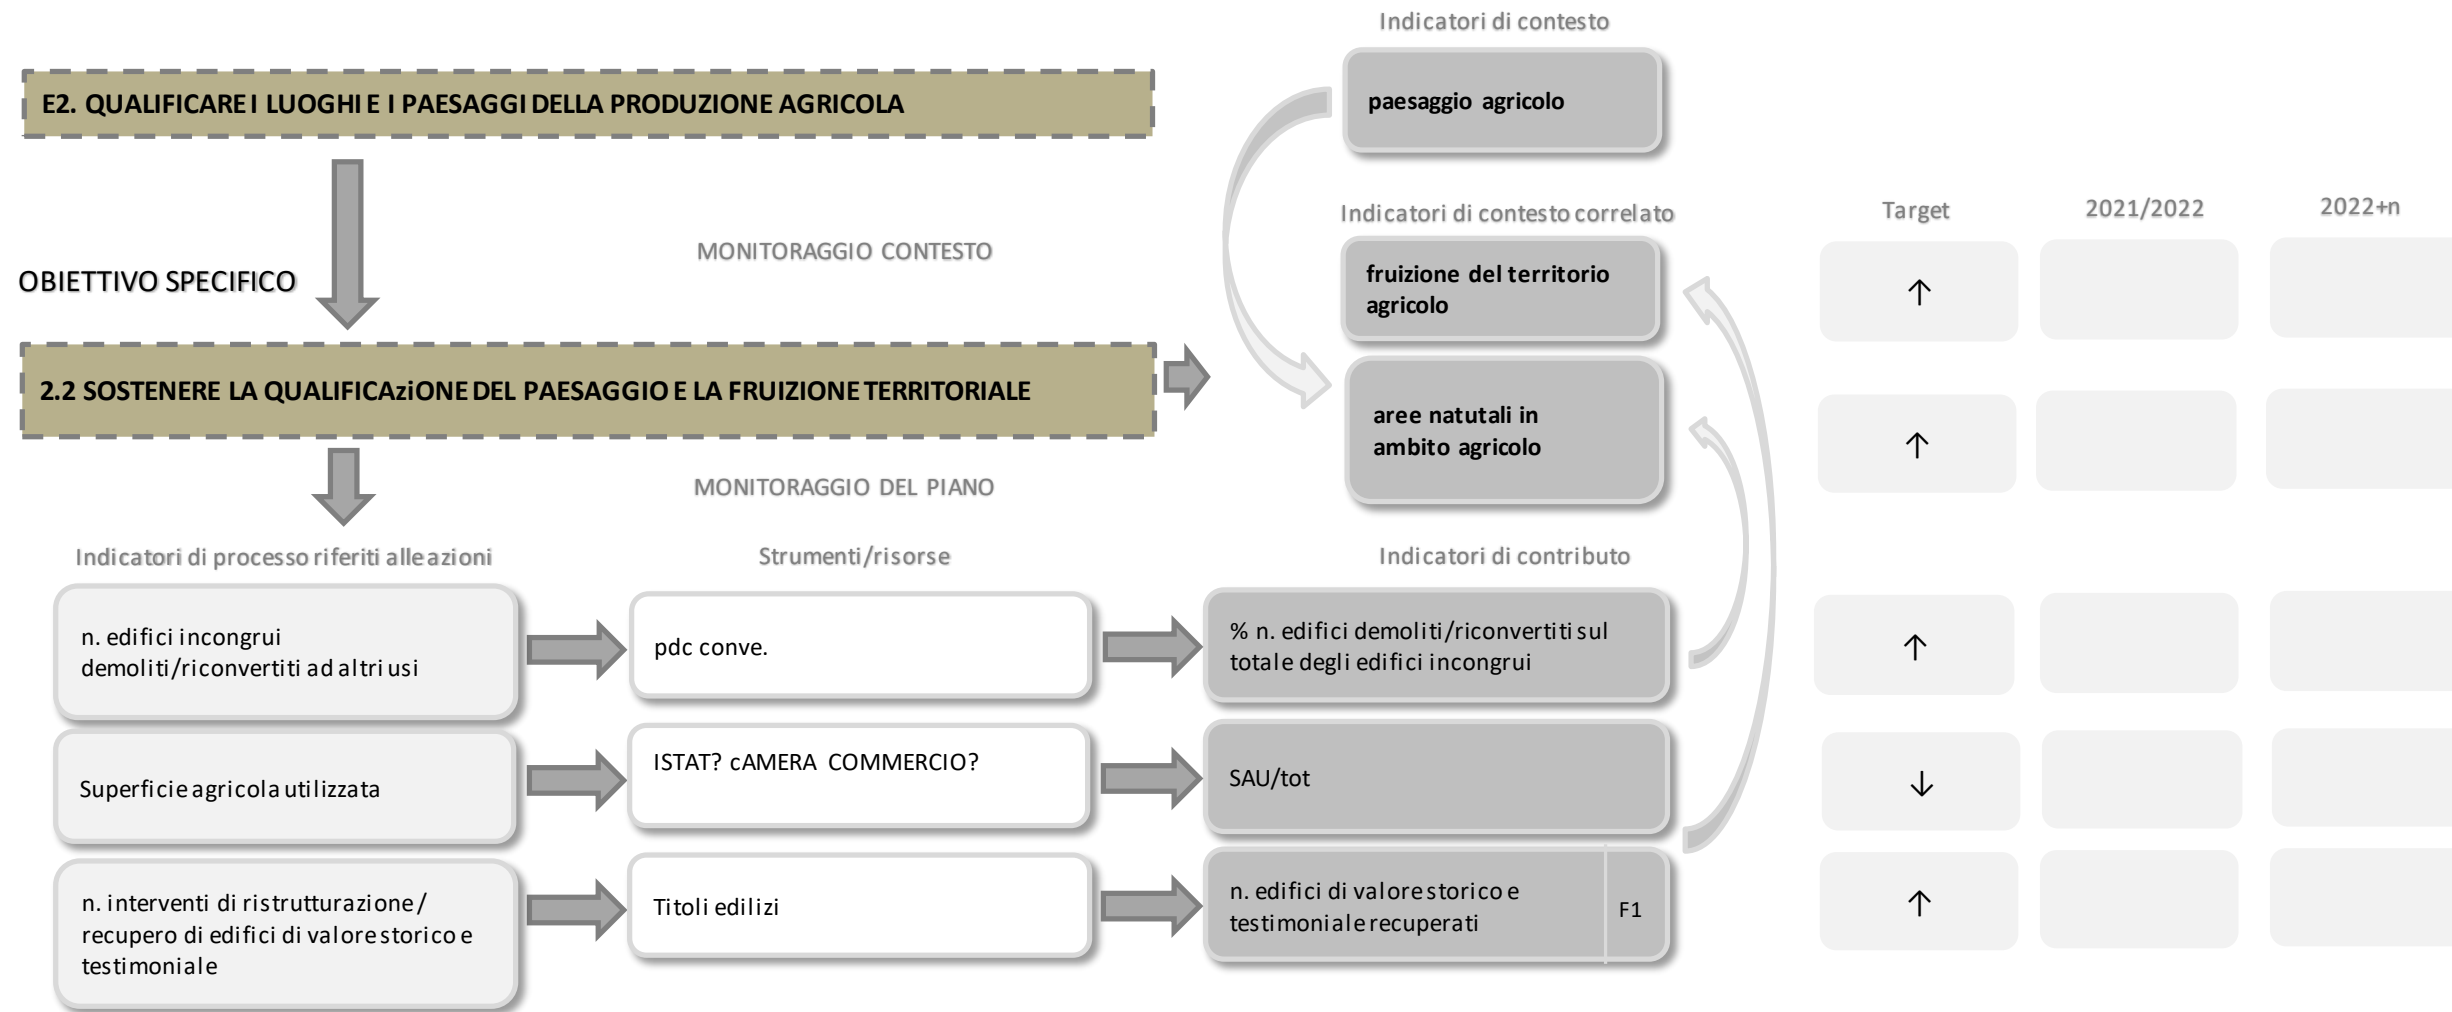 Indicatori di contesto
E2. QUALIFICARE I LUOGHI E I PAESAGGI DELLA PRODUZIONE AGRICOLA
paesaggio agricolo
Indicatori di contesto correlato
Target
2021/2022
2022+n
MONITORAGGIO CONTESTO
OBIETTIVO SPECIFICO
fruizione del territorio
agricolo
↑
2.2 SOSTENERE LA QUALIFICAziONE DEL PAESAGGIO E LA FRUIZIONE TERRITORIALE
aree natutali in
ambito agricolo
↑
MONITORAGGIO DEL PIANO
Indicatori di processo riferiti alle azioni
Strumenti/risorse
Indicatori di contributo
n. edifici incongrui
demoliti/riconvertiti ad altri usi
pdc conve.
% n. edifici demoliti/riconvertiti sul
totale degli edifici incongrui
↑
Superficie agricola utilizzata
ISTAT? cAMERA COMMERCIO?
SAU/tot
↓
n. interventi di ristrutturazione/
recupero di edifici di valore storico e
testimoniale
Titoli edilizi
n. edifici di valore storico e
testimoniale recuperati
F1
↑